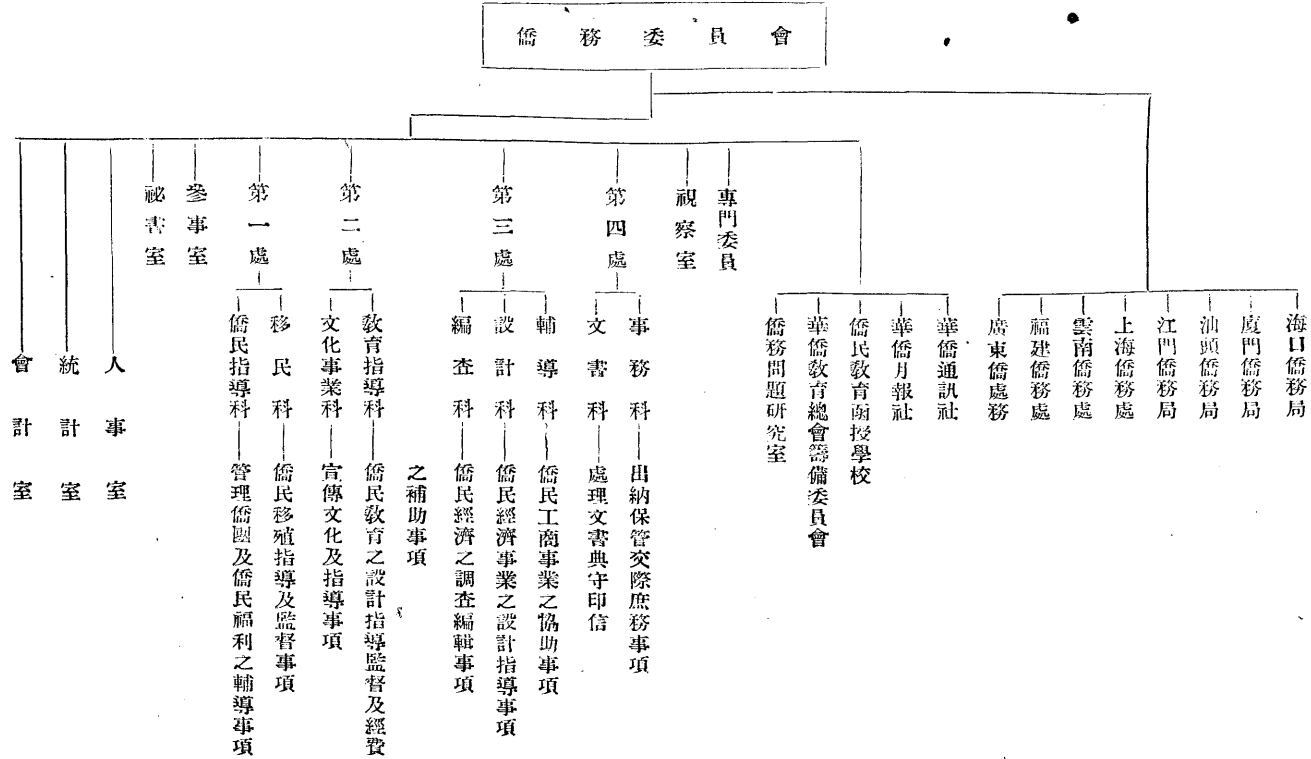 僑務委員會
海口僑務局
廈門僑務局
汕頭僑務局
江門僑務局
上海僑務處
雲南僑務處
福建僑務處
廣東僑處務
華僑通訊社
華僑月報社
僑民敎育函授學校
華僑敎育總會籌備委員會
僑務問題研究室
專門委員
視察室
第四處
事務科
出納保管交際庶務事項
文書科
處理文書典守印信
第三處
輔導科
僑民工商事業之協助事項
設計科
僑民經濟事業之設計指導事項
編查科
僑民經濟之調查編輯事項
第二處
敎育指導科
僑民敎育之設計指導監督及經費
之補助事項
文化事業科
宣傳文化及指導事項
第一處
移民科
僑民移殖指導及監督事項
僑民指導科
管理僑團及僑民福利之輔導事項
參事室
祕書室
人事室
統計室
會計室